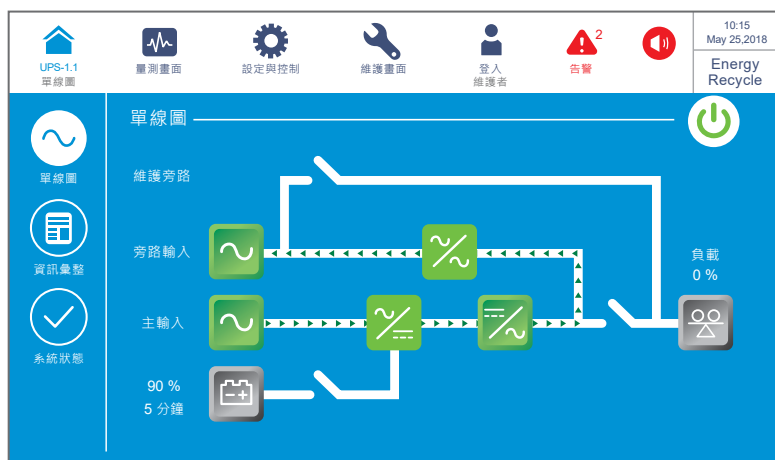 UPS-1.1
單線圖
量測畫面
設定與控制
維護畫面
登入
維護者
2
告警
10:15
May 25,2018
Energy
Recycle
單線圖
資訊彙整
系統狀態
單線圖
維護旁路
旁路輸入
主輸入
90 %
5 分鐘
負載
0 %